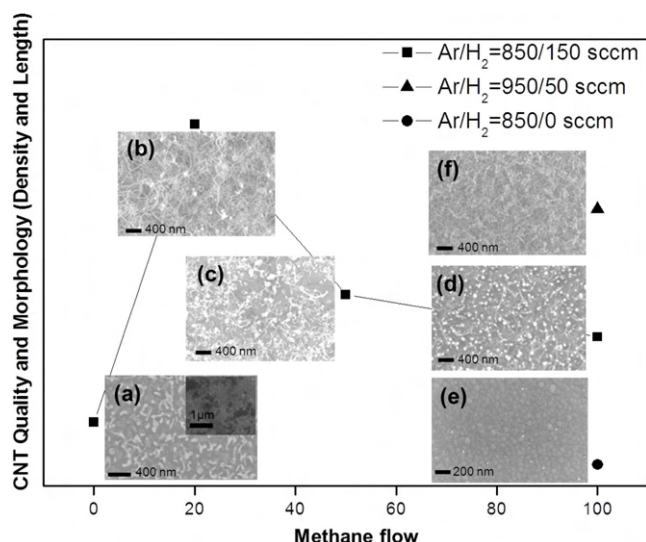 CNT Quality and Morphology (Density and Length)
Ar/H2=850/150 sccm
Ar/H2=950/50 sccm
Ar/H2=850/0 sccm
(b)
400 nm
(f)
400 nm
(c)
400 nm
(d)
400 nm
(a)
1μm
400 nm
(e)
200 nm
0 20 40 60 80 100
Methane flow